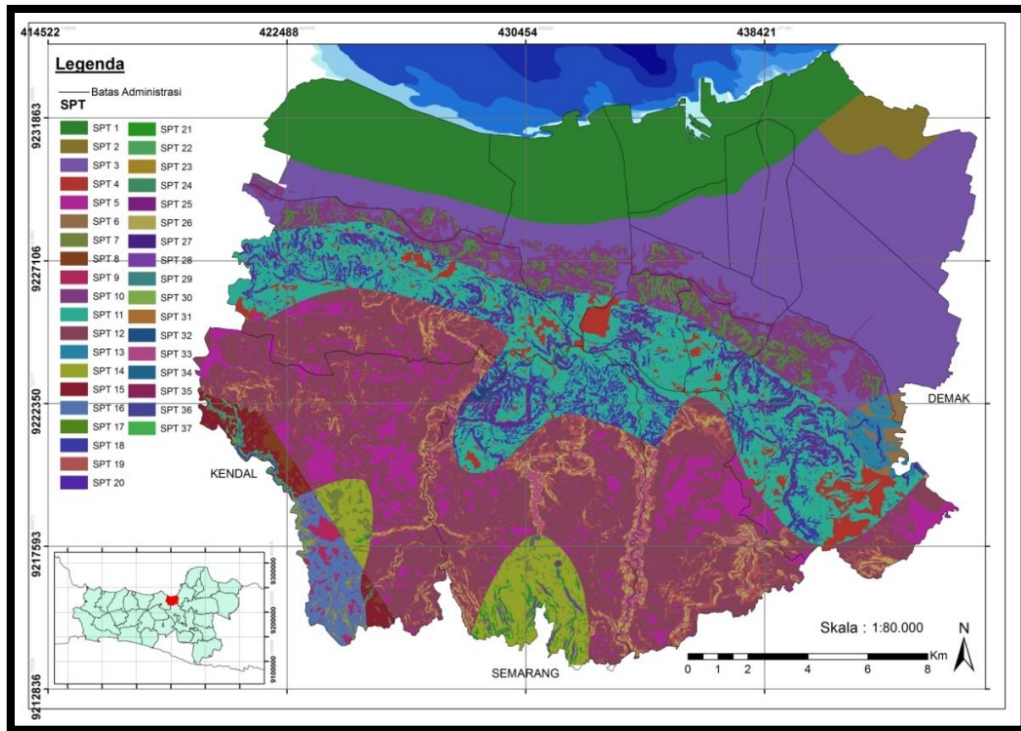 414522 422488 430454 438421
Legenda
Batas Administrasi
SPT
SPT 1 SPT 21
SPT 2 SPT 22
SPT 3 SPT 23
SPT 4 SPT 24
SPT 5 SPT 25
SPT 6 SPT 26
SPT 7 SPT 27
SPT 8 SPT 28
SPT 9 SPT 29
SPT 10 SPT 30
SPT 11 SPT 31
SPT 12 SPT 32
SPT 13 SPT 33
SPT 14 SPT 34
SPT 15 SPT 35
SPT 16 SPT 36
SPT 17 SPT 37
SPT 18
SPT 19
SPT 20
9231863
9227106
9222350
9217593
9212836
DEMAK
KENDAL
SEMARANG
9300000
9200000
9100000
Skala : 1:80.000
N
0 2 4 6 8 Km